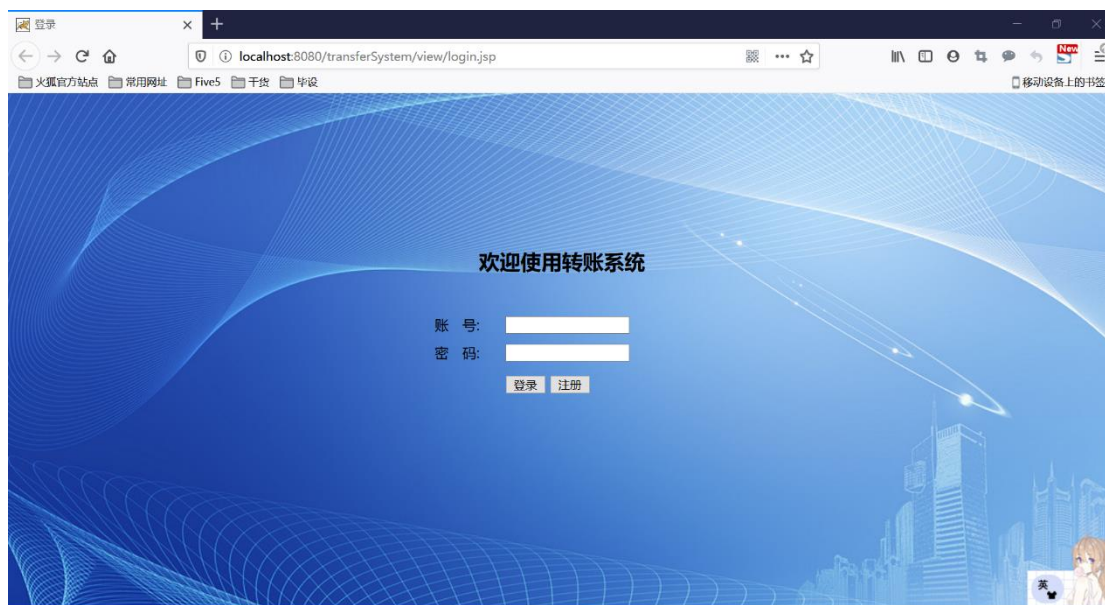 登录
localhost:8080/transferSystem/view/login.jsp
New
火狐官方站点 常用网址 Five5 干货 毕设 移动设备上的书签
欢迎使用转账系统
账 号:
密 码:
登录 注册
英